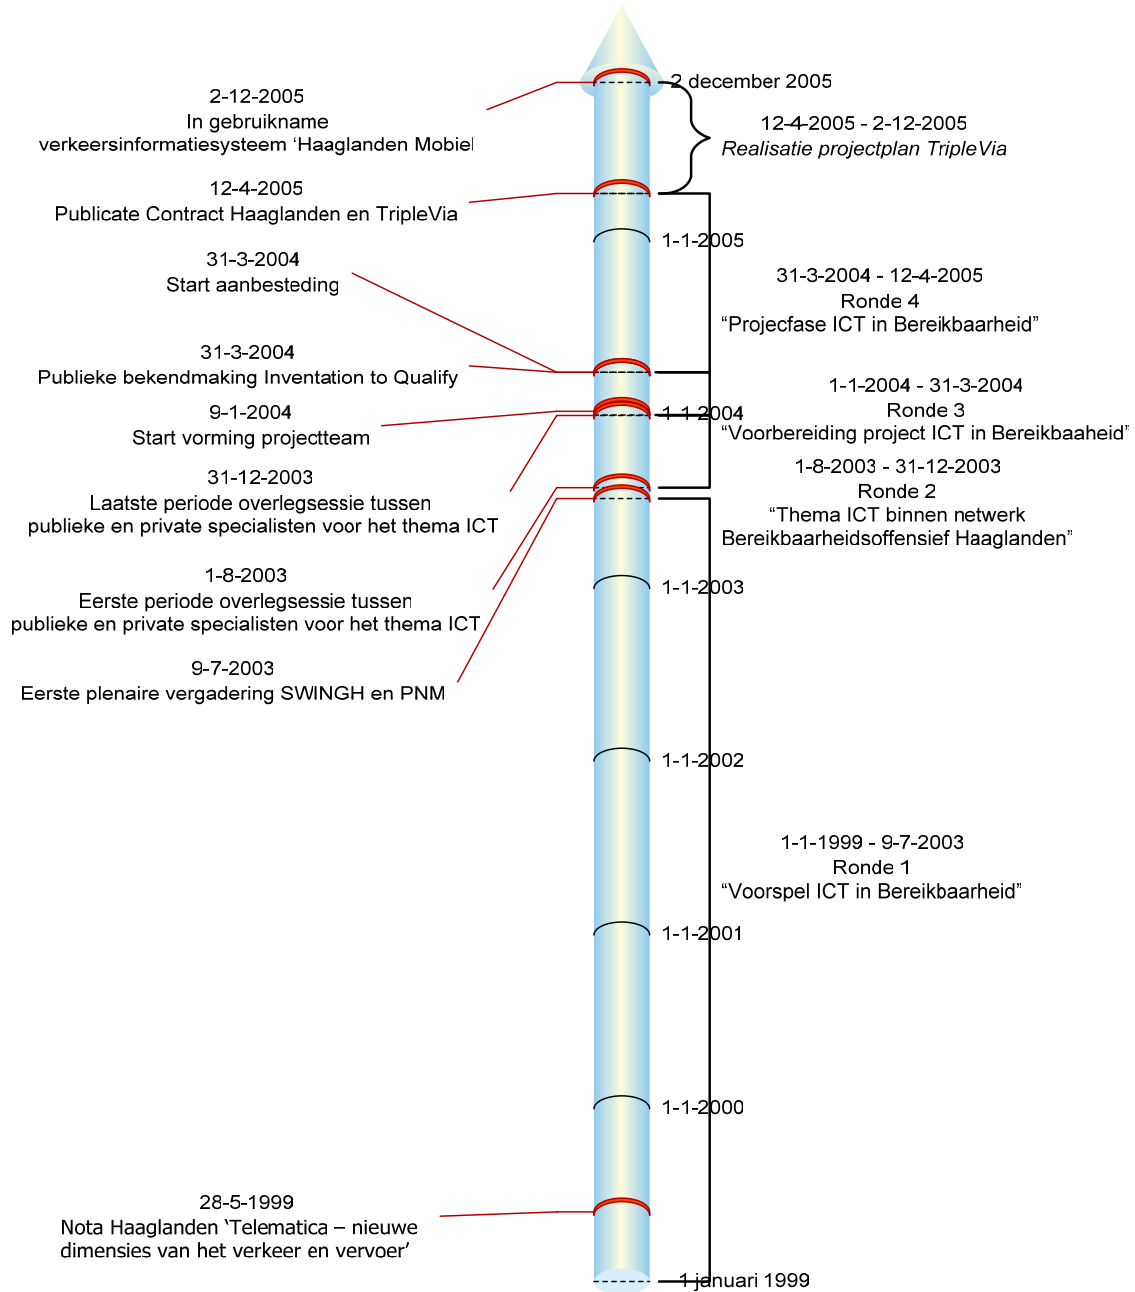 2 december 2005
2-12-2005
In gebruikname
verkeersinformatiesysteem ‘Haaglanden Mobiel
12-4-2005 - 2-12-2005
Realisatie projectplan TripleVia
12-4-2005
Publicate Contract Haaglanden en TripleVia
1-1-2005
31-3-2004
Start aanbesteding
31-3-2004 - 12-4-2005
Ronde 4
“Projecfase ICT in Bereikbaarheid”
31-3-2004
Publieke bekendmaking Inventation to Qualify
1-1-2004 - 31-3-2004
Ronde 3
“Voorbereiding project ICT in Bereikbaaheid”
9-1-2004
Start vorming projectteam
1-1-2004
31-12-2003
Laatste periode overlegsessie tussen
publieke en private specialisten voor het thema ICT
1-8-2003 - 31-12-2003
Ronde 2
“Thema ICT binnen netwerk
Bereikbaarheidsoffensief Haaglanden”
1-8-2003
Eerste periode overlegsessie tussen
publieke en private specialisten voor het thema ICT
1-1-2003
9-7-2003
Eerste plenaire vergadering SWINGH en PNM
1-1-2002
1-1-1999 - 9-7-2003
Ronde 1
“Voorspel ICT in Bereikbaarheid”
1-1-2001
1-1-2000
28-5-1999
Nota Haaglanden ‘Telematica – nieuwe
dimensies van het verkeer en vervoer’
1 januari 1999